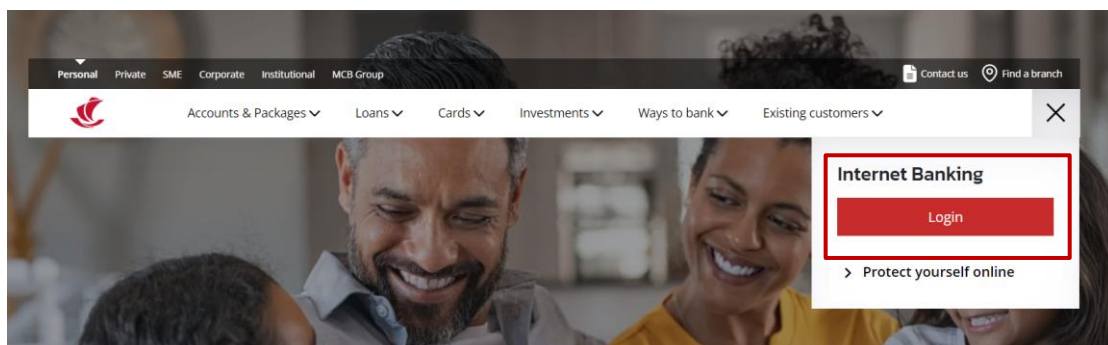 Personal Private SME Corporate Institutional MCB Group Contact us Find a branch
Accounts & Packages Loans Cards Investments Ways to bank Existing customers
Internet Banking
Login
Protect yourself online